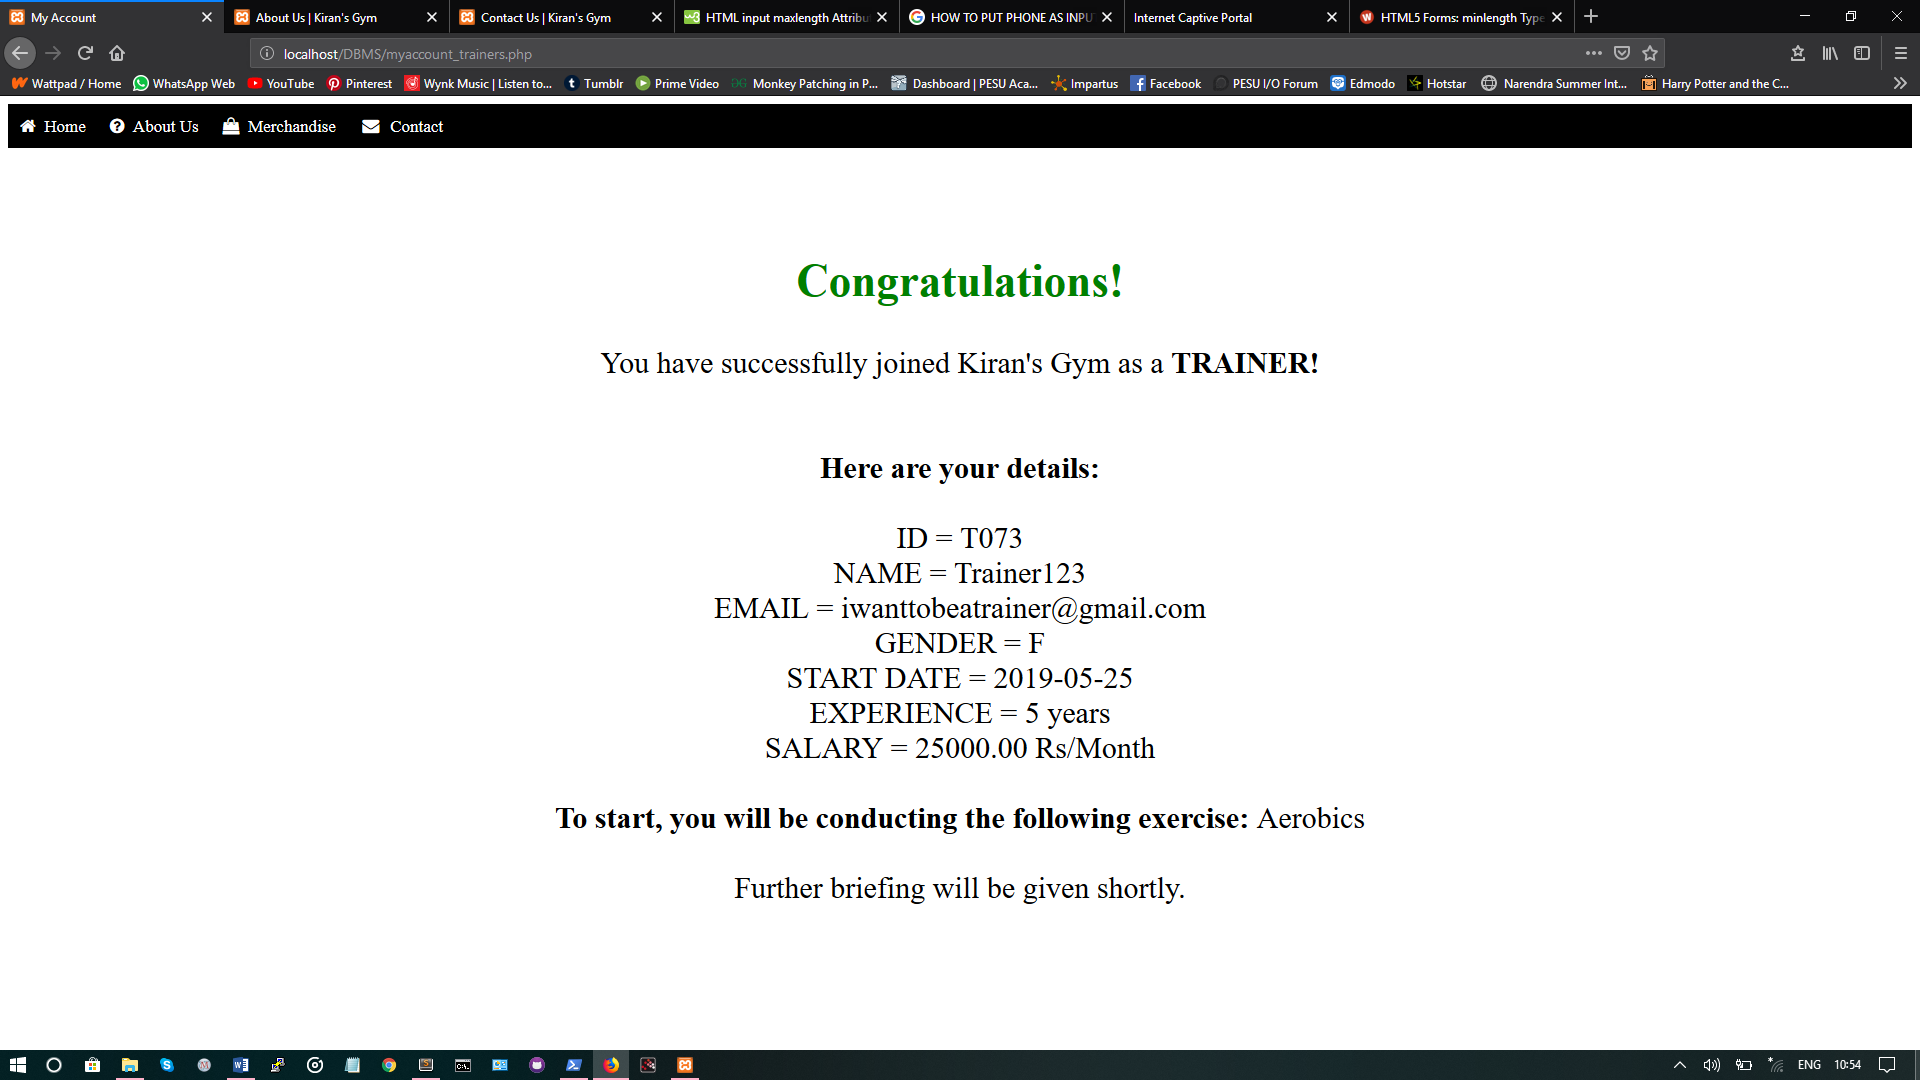 My Account
About Us | Kiran's Gym
Contact Us | Kiran's Gym
HTML input maxlength Attribu
HOW TO PUT PHONE AS INPU
Internet Captive Portal
HTML5 Forms: minlength Type
localhost/DBMS/myaccount_trainers.php
Wattpad / Home
WhatsApp Web
YouTube
Pinterest
Wynk Music | Listen to...
Tumblr
Prime Video
Monkey Patching in P...
Dashboard | PESU Aca...
Impartus
Facebook
PESU I/O Forum
Edmodo
Hotstar
Narendra Summer Int...
Harry Potter and the C...
Home
About Us
Merchandise
Contact
Congratulations!
You have successfully joined Kiran's Gym as a TRAINER!
Here are your details:
ID = T073
NAME = Trainer123
EMAIL = iwanttobeatrainer@gmail.com
GENDER = F
START DATE = 2019-05-25
EXPERIENCE = 5 years
SALARY = 25000.00 Rs/Month
To start, you will be conducting the following exercise: Aerobics
Further briefing will be given shortly.
ENG
10:54